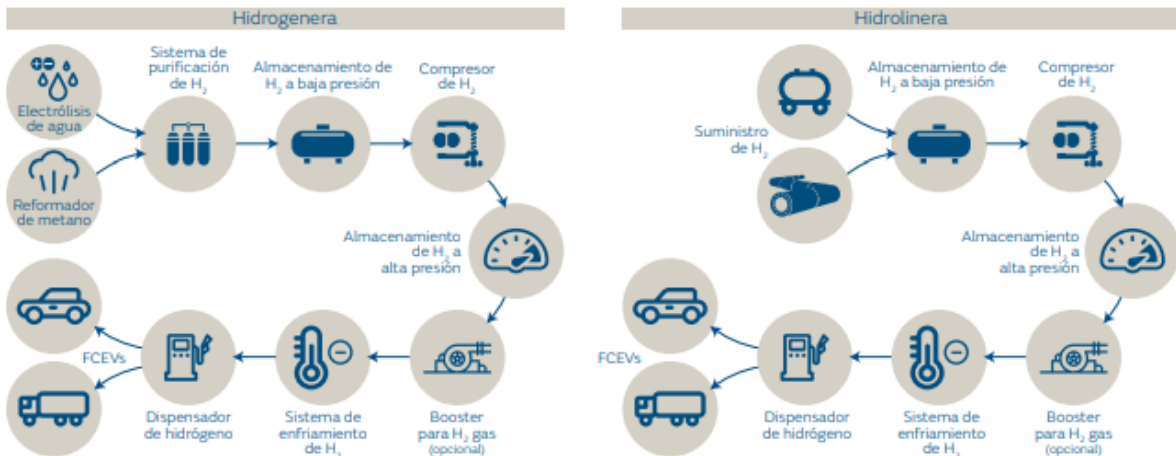 Hidrogenera
Electrólisis
de agua
Reformador
de metano
Sistema de
purificación
de H₂
Almacenamiento de
H₂ a baja presión
Compresor
de H₂
Almacenamiento
de H₂ a
alta presión
Booster
para H₂ gas
(opcional)
Sistema de
enfriamiento
de H₂
Dispensador
de hidrógeno
FCEVs
Hidrolinera
Suministro
de H₂
Almacenamiento de
H₂ a baja presión
Compresor
de H₂
Almacenamiento
de H₂ a
alta presión
Booster
para H₂ gas
(opcional)
Sistema de
enfriamiento
de H₂
Dispensador
de hidrógeno
FCEVs